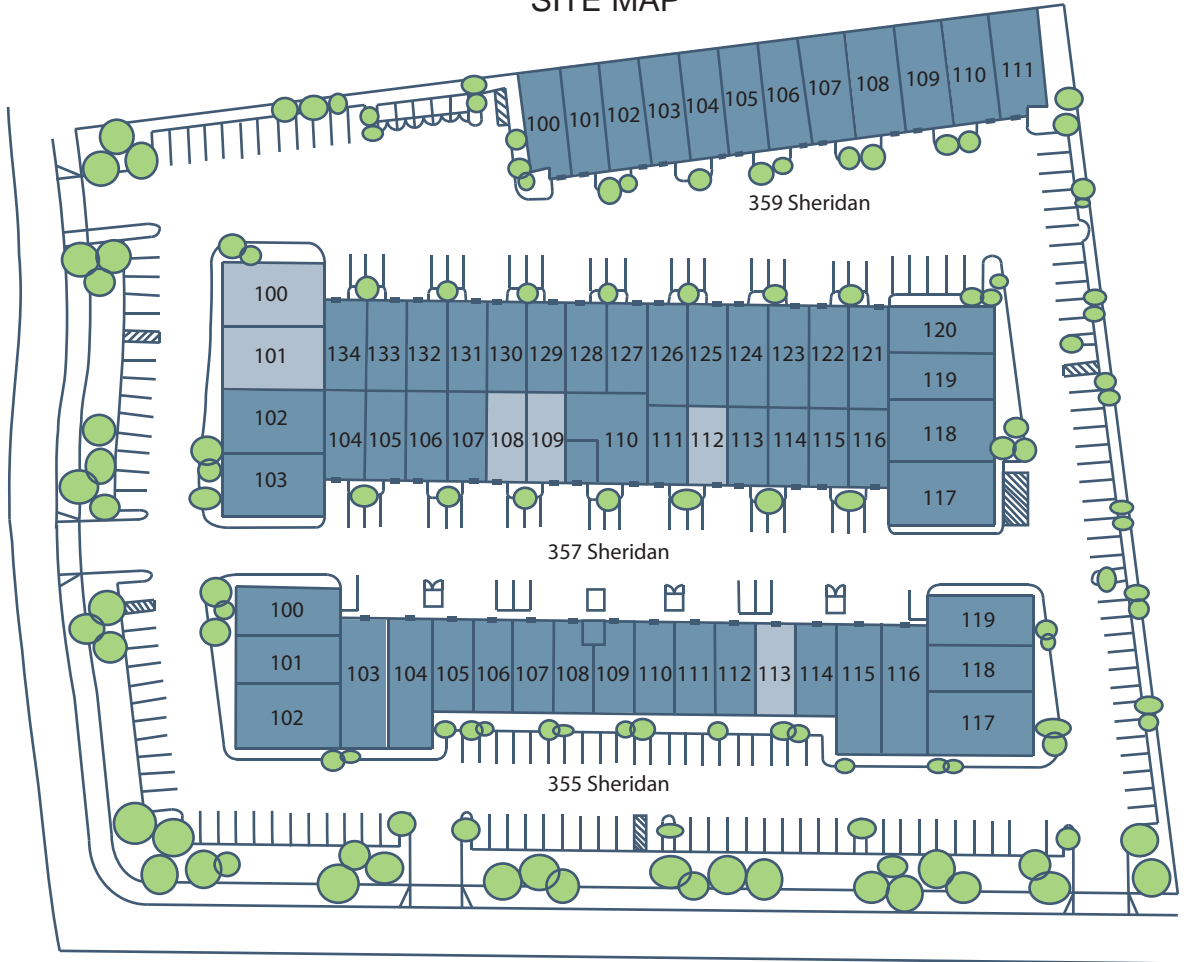 SITE MAP
100 101 102 103 104 105 106 107 108 109 110 111
359 Sheridan
100
101
102
103
134 133 132 131 130 129 128 127 126 125 124 123 122 121
104 105 106 107 108 109 110 111 112 113 114 115 116
120
119
118
117
357 Sheridan
100
101
102
103 104 105 106 107 108 109 110 111 112 113 114 115 116
119
118
117
355 Sheridan